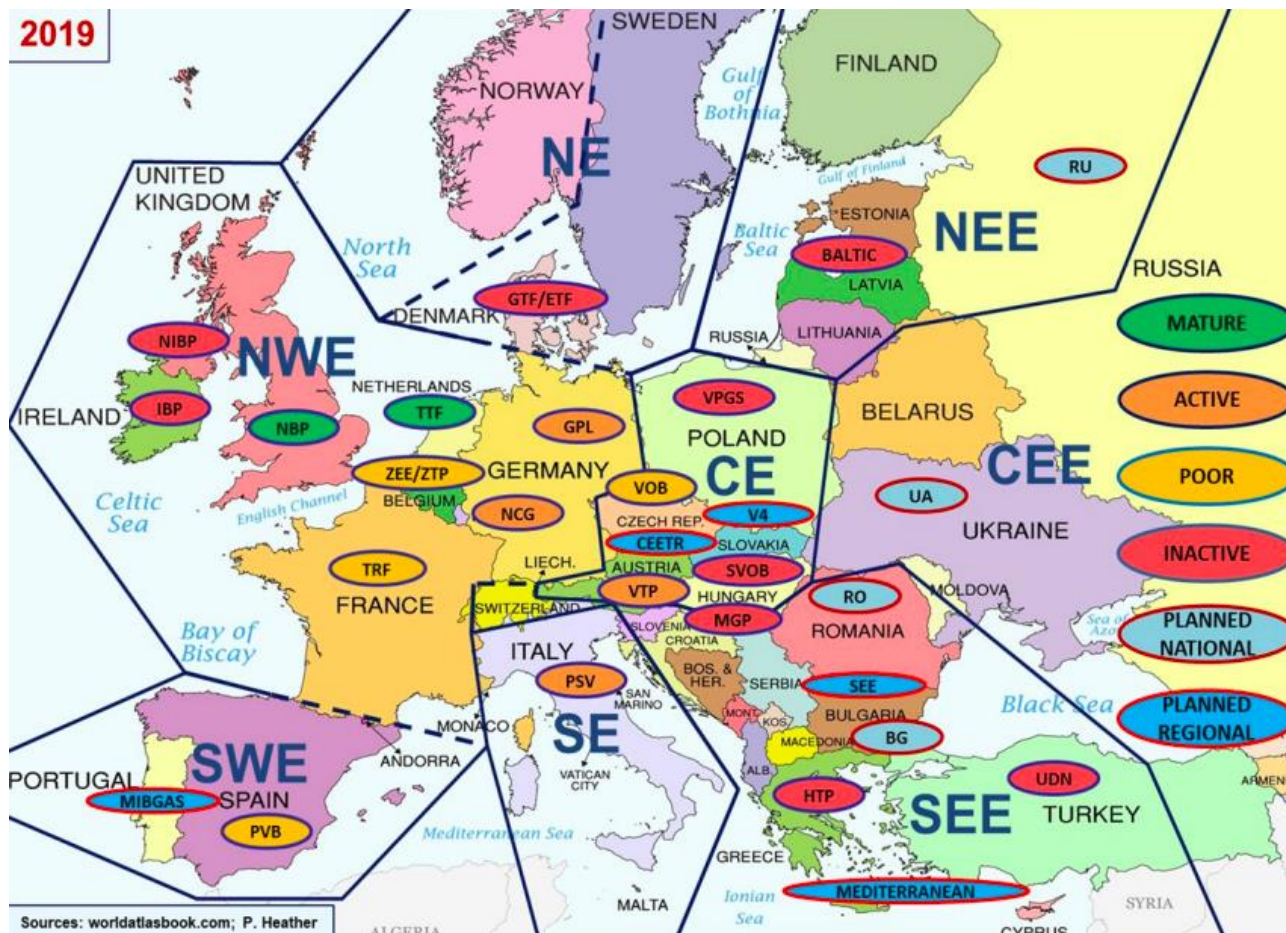 2019
SWEDEN
NORWAY
FINLAND
Gulf
of
Bothnia
NE
Gulf of Finland
RU
UNITED
KINGDOM
North
Sea
Baltic
Sea
ESTONIA
NEE
BALTIC
LATVIA
RUSSIA
LITHUANIA
GTF/ETF
DENMARK
RUSSIA
MATURE
NIBP
NWE
NETHERLANDS
IRELAND
IBP
NBP
TTF
GPL
VPGS
POLAND
BELARUS
ACTIVE
ZEE/ZTP
GERMANY
CE
CEE
POOR
Celtic
Sea
English Channel
BELGIUM
NCG
VOB
CZECH REP.
V4
UA
UKRAINE
CEETR
SLOVAKIA
INACTIVE
TRF
FRANCE
LIECH.
AUSTRIA
SVOB
VTP
HUNGARY
SWITZERLAND
MGP
RO
MOLDOVA
ROMANIA
Sea of
Azov
PLANNED
NATIONAL
Bay of
Biscay
ITALY
SLOVENIA
CROATIA
BOS. &
HER.
SERBIA
PSV
SAN
MARINO
SEE
Black Sea
PLANNED
REGIONAL
MONACO
SE
MONT.
KOS.
BULGARIA
BG
MACEDONIA
ANDORRA
VATICAN
CITY
ALB.
SWE
PORTUGAL
SPAIN
MIBGAS
PVB
HTP
SEE
UDN
TURKEY
ARMEN
Mediterranean Sea
GREECE
Ionian
Sea
MEDITERRANEAN
MALTA
SYRIA
CYPRUS
ALGERIA
Sources: worldatlasbook.com; P. Heather